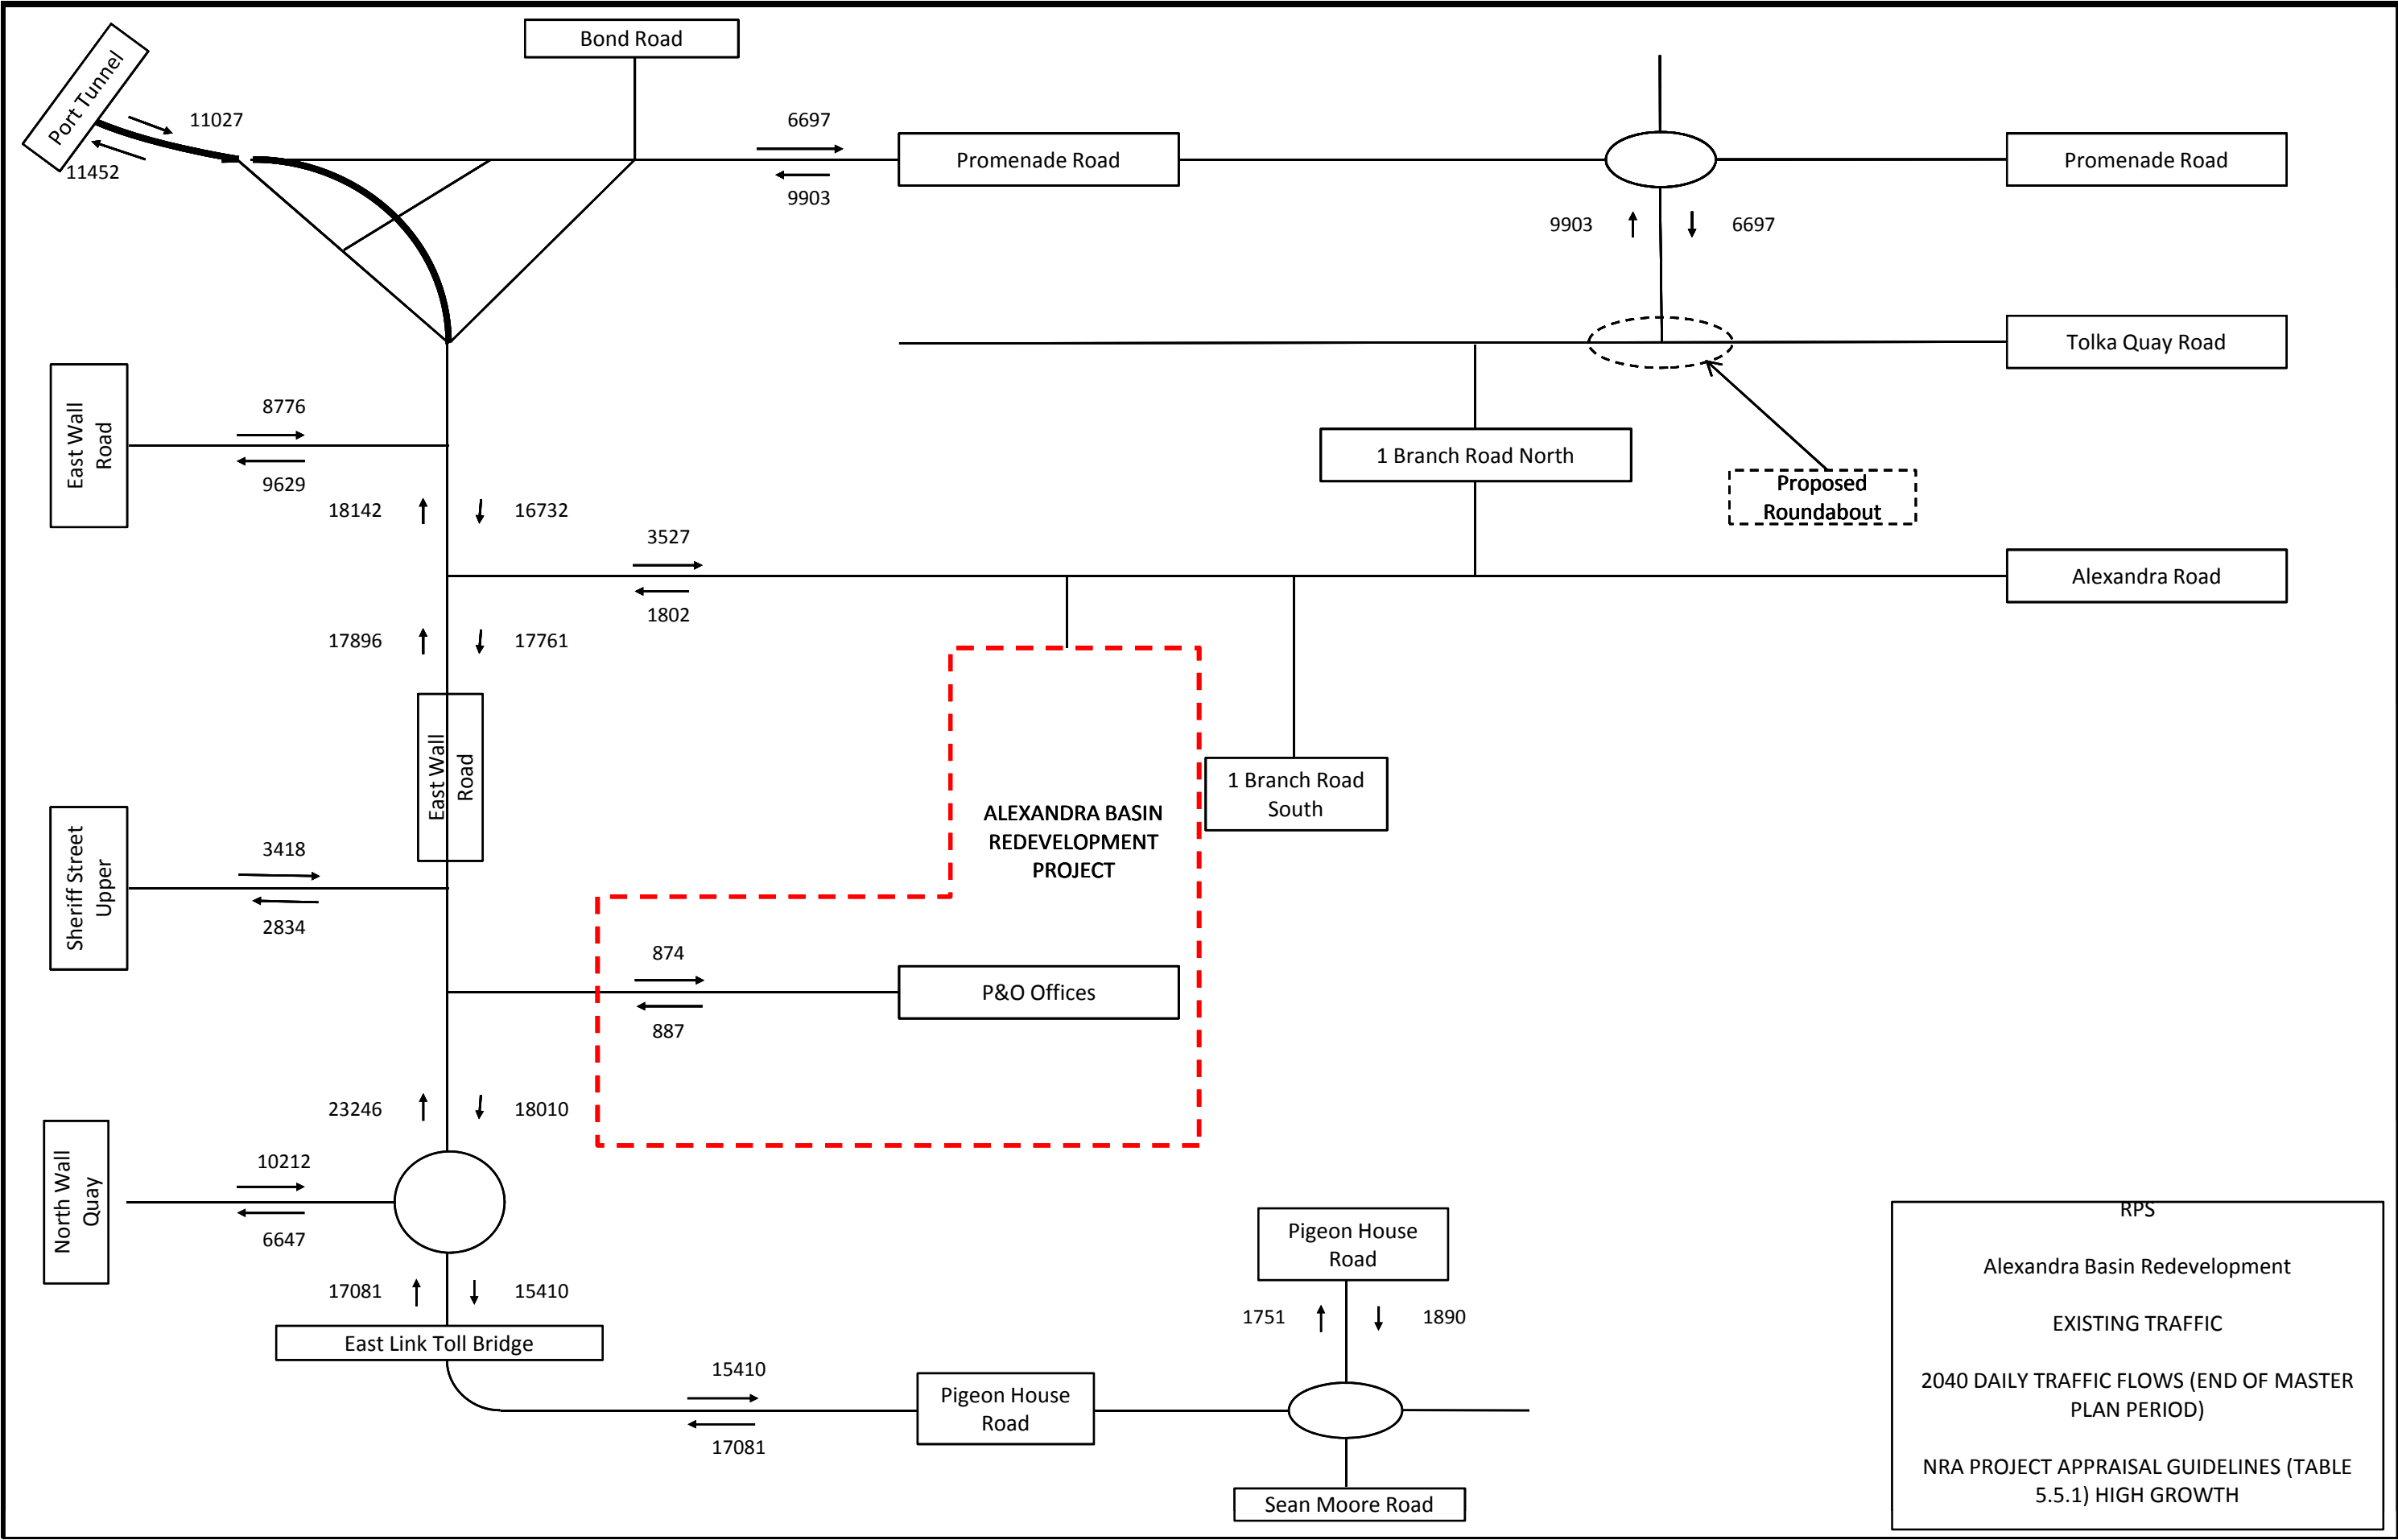 Bond Road
Port Tunnel
11027
11452
6697
9903
Promenade Road
Promenade Road
9903
6697
Tolka Quay Road
East Wall
Road
8776
9629
18142
16732
1 Branch Road North
Proposed
Roundabout
3527
1802
Alexandra Road
17896
17761
East Wall
Road
1 Branch Road
South
ALEXANDRA BASIN
REDEVELOPMENT
PROJECT
Sheriff Street
Upper
3418
2834
874
887
P&O Offices
23246
18010
North Wall
Quay
10212
6647
17081
15410
East Link Toll Bridge
15410
17081
Pigeon House
Road
Pigeon House
Road
1751
1890
Sean Moore Road
RPS
Alexandra Basin Redevelopment
EXISTING TRAFFIC
2040 DAILY TRAFFIC FLOWS (END OF MASTER
PLAN PERIOD)
NRA PROJECT APPRAISAL GUIDELINES (TABLE
5.5.1) HIGH GROWTH